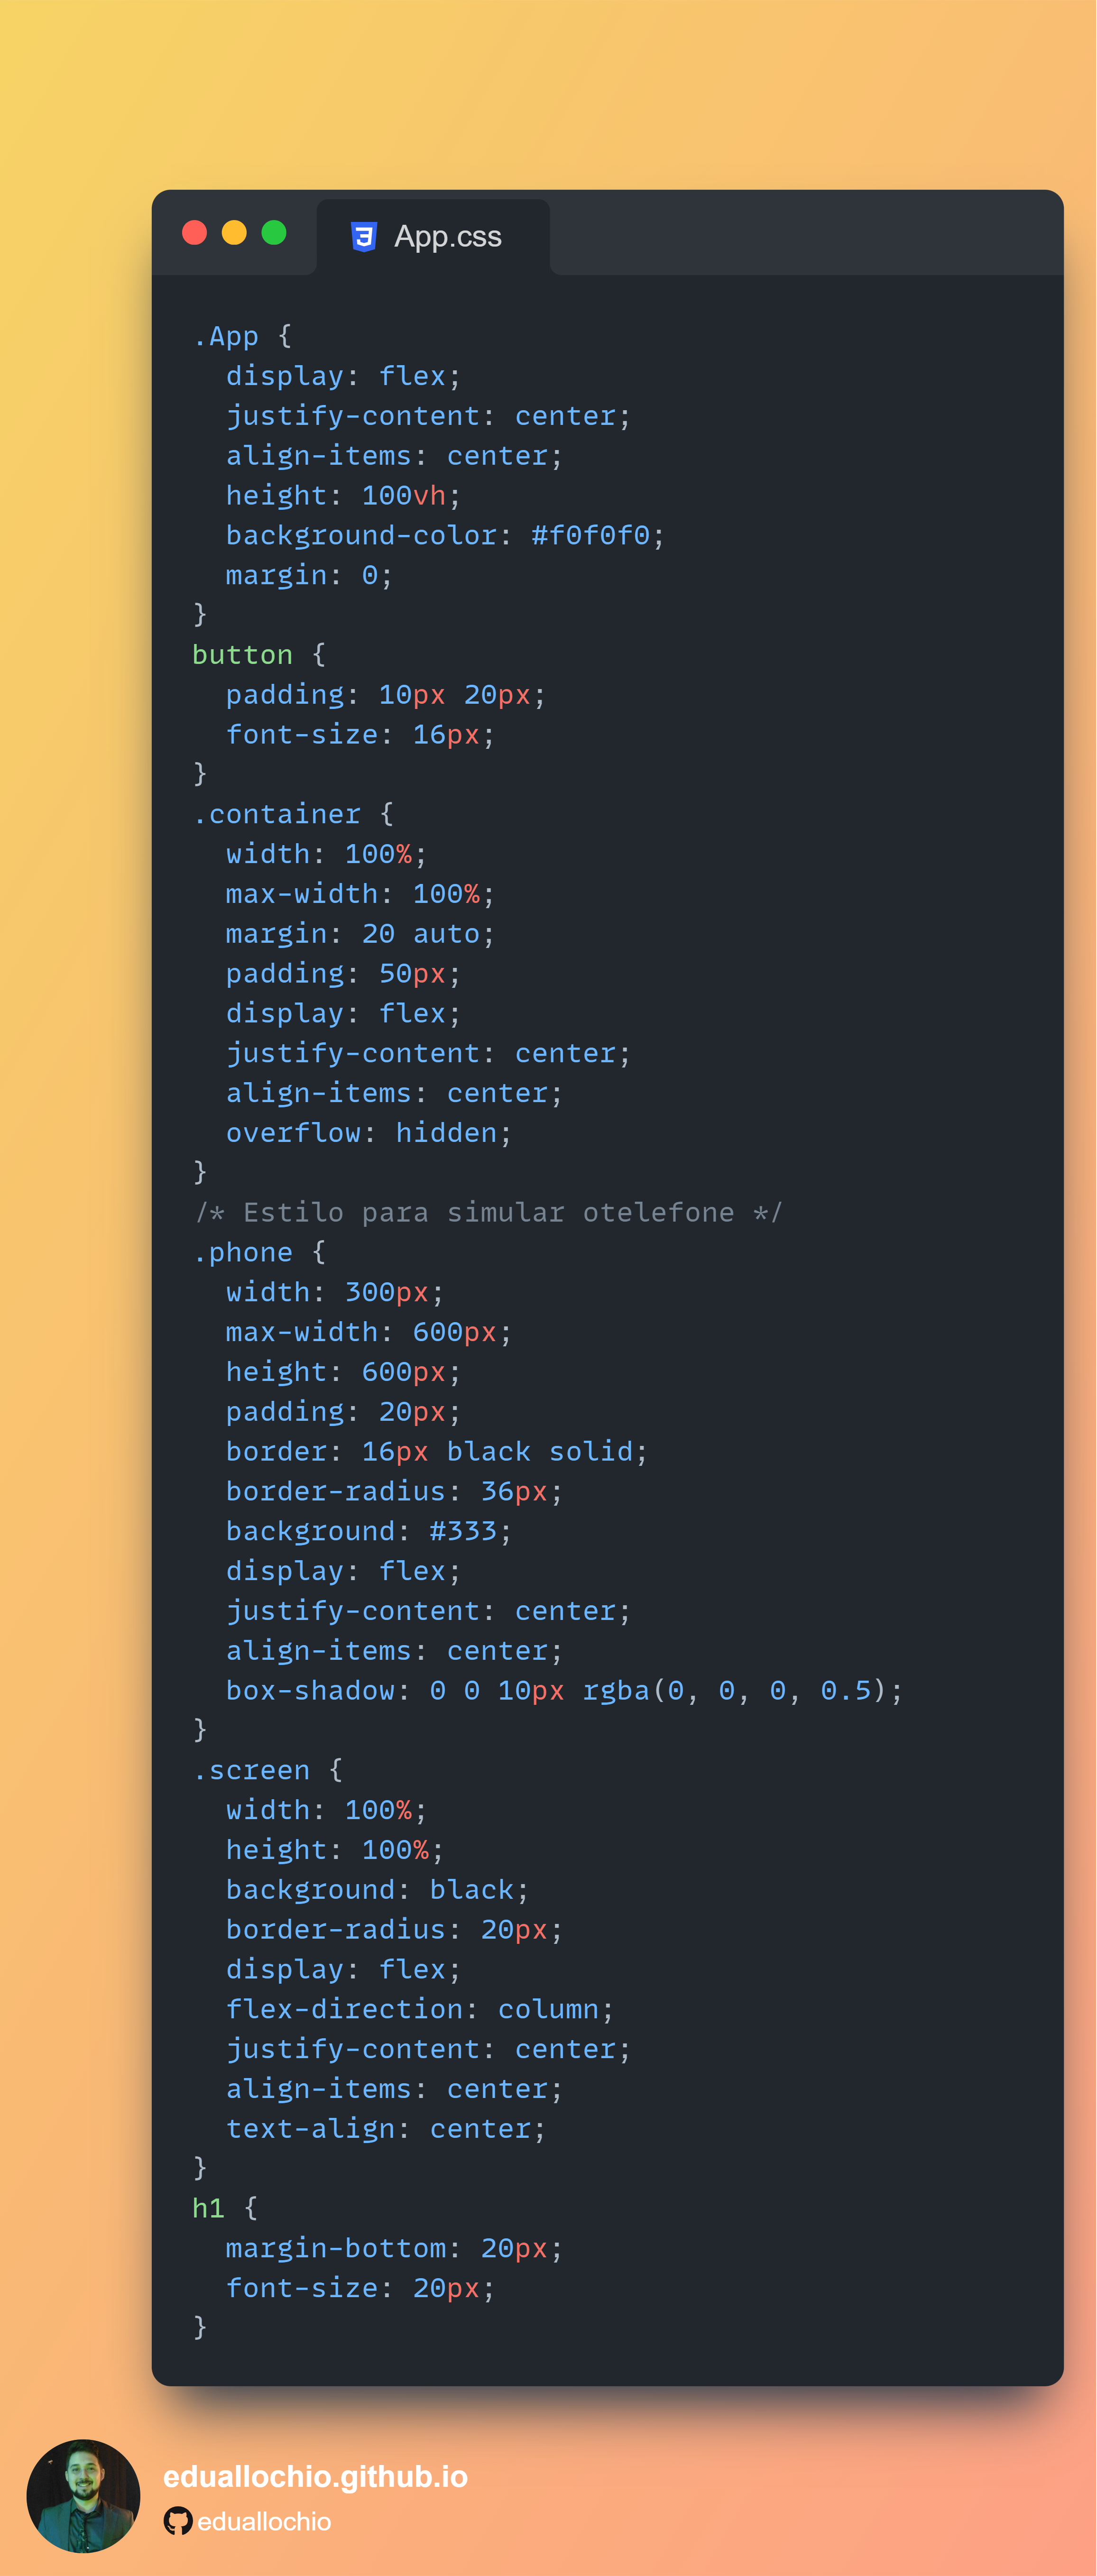 App.css
.App {
  display: flex;
  justify-content: center;
  align-items: center;
  height: 100vh;
  background-color: #f0f0f0;
  margin: 0;
}
button {
  padding: 10px 20px;
  font-size: 16px;
}
.container {
  width: 100%;
  max-width: 100%;
  margin: 20 auto;
  padding: 50px;
  display: flex;
  justify-content: center;
  align-items: center;
  overflow: hidden;
}
/* Estilo para simular otelefone */
.phone {
  width: 300px;
  max-width: 600px;
  height: 600px;
  padding: 20px;
  border: 16px black solid;
  border-radius: 36px;
  background: #333;
  display: flex;
  justify-content: center;
  align-items: center;
  box-shadow: 0 0 10px rgba(0, 0, 0, 0.5);
}
.screen {
  width: 100%;
  height: 100%;
  background: black;
  border-radius: 20px;
  display: flex;
  flex-direction: column;
  justify-content: center;
  align-items: center;
  text-align: center;
}
h1 {
  margin-bottom: 20px;
  font-size: 20px;
}
eduallochio.github.io
eduallochio